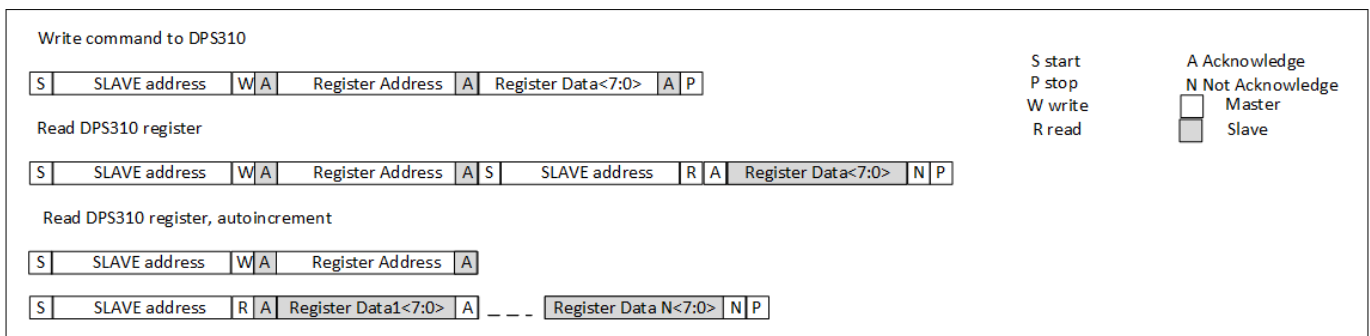 Write command to DPS310
S SLAVE address W A Register Address A Register Data<7:0> A P
Read DPS310 register
S SLAVE address W A Register Address A S SLAVE address R A Register Data<7:0> N P
Read DPS310 register, autoincrement
S SLAVE address W A Register Address A
S SLAVE address R A Register Data1<7:0> A _ _ _ Register Data N<7:0> N P
S start A Acknowledge
P stop N Not Acknowledge
W write Master
R read Slave